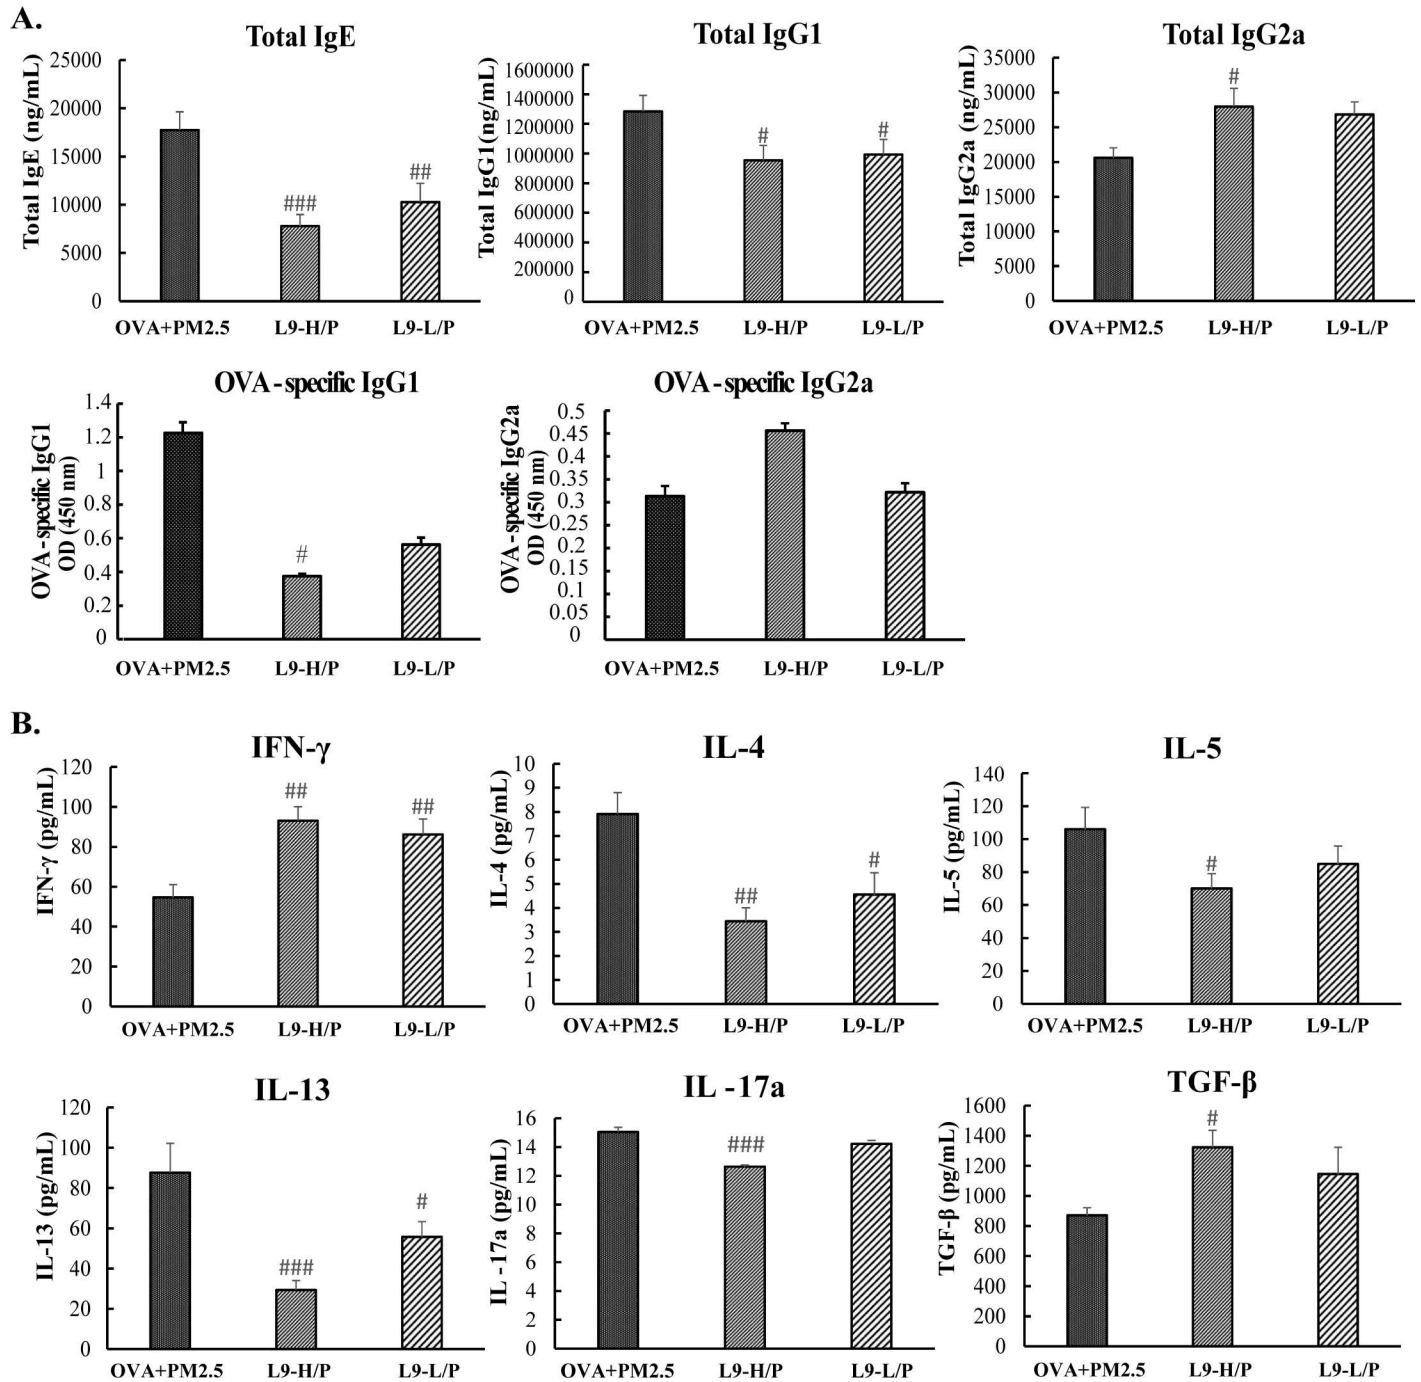 A.
Total IgE
Total IgE (ng/mL)
25000
20000
15000
10000
5000
0
###
##
OVA+PM2.5 L9-H/P L9-L/P
Total IgG1
Total IgG1(ng/mL)
1600000
1400000
1200000
1000000
800000
600000
400000
200000
0
#
#
OVA+PM2.5 L9-H/P L9-L/P
Total IgG2a
Total IgG2a (ng/mL)
35000
30000
25000
20000
15000
10000
5000
0
#
OVA+PM2.5 L9-H/P L9-L/P
OVA-specific IgG1
OVA-specific IgG1
OD (450 nm)
1.4
1.2
1
0.8
0.6
0.4
0.2
0
#
OVA+PM2.5 L9-H/P L9-L/P
OVA-specific IgG2a
OVA-specific IgG2a
OD (450 nm)
0.5
0.45
0.4
0.35
0.3
0.25
0.2
0.15
0.1
0.05
0
OVA+PM2.5 L9-H/P L9-L/P
B.
IFN-γ
IFN-γ (pg/mL)
120
100
80
60
40
20
0
##
##
OVA+PM2.5 L9-H/P L9-L/P
IL-4
IL-4 (pg/mL)
10
9
8
7
6
5
4
3
2
1
0
##
#
OVA+PM2.5 L9-H/P L9-L/P
IL-5
IL-5 (pg/mL)
140
120
100
80
60
40
20
0
#
OVA+PM2.5 L9-H/P L9-L/P
IL-13
IL-13 (pg/mL)
120
100
80
60
40
20
0
###
#
OVA+PM2.5 L9-H/P L9-L/P
IL -17a
IL -17a (pg/mL)
16
14
12
10
8
6
4
2
0
###
OVA+PM2.5 L9-H/P L9-L/P
TGF-β
TGF-β (pg/mL)
1600
1400
1200
1000
800
600
400
200
0
#
OVA+PM2.5 L9-H/P L9-L/P